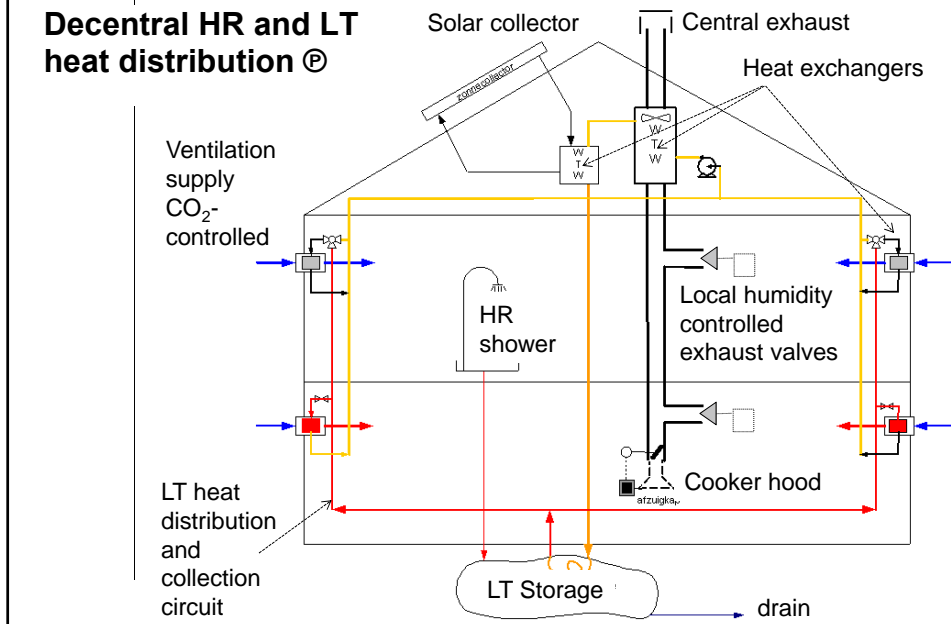 Decentral HR and LT
heat distribution ℗
Solar collector
Central exhaust
Heat exchangers
zonnecollector
W
T
W
W
T
W
Ventilation
supply
CO₂-
controlled
HR
shower
Local humidity
controlled
exhaust valves
Cooker hood
afzuigkap
LT heat
distribution
and
collection
circuit
LT Storage
drain